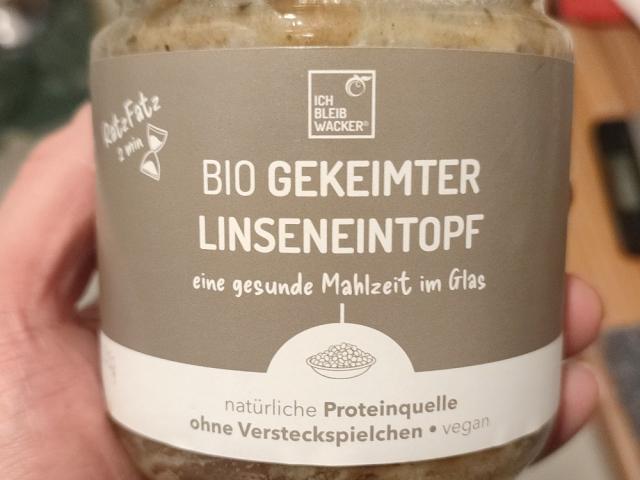 ICH
BLEIB
WACKER®
RatzFatz
2 min
BIO GEKEIMTER
LINSENEINTOPF
eine gesunde Mahlzeit im Glas
natürliche Proteinquelle
ohne Versteckspielchen • vegan